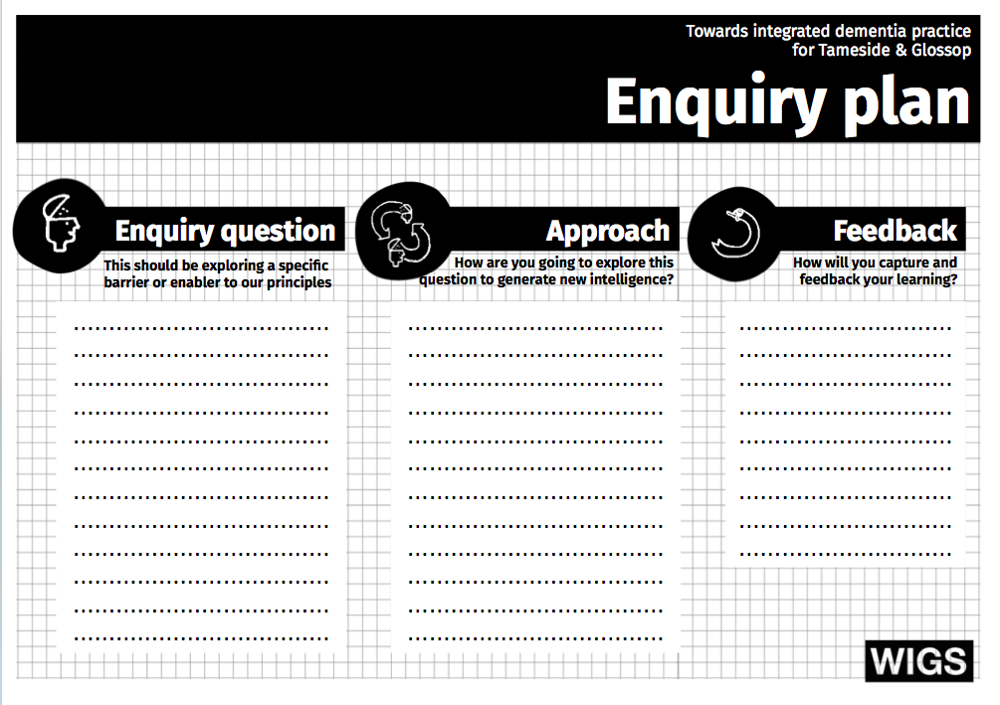 Towards integrated dementia practice
for Tameside & Glossop
Enquiry plan
Enquiry question
This should be exploring a specific
barrier or enabler to our principles
Approach
How are you going to explore this
question to generate new intelligence?
Feedback
How will you capture and
feedback your learning?
WIGS